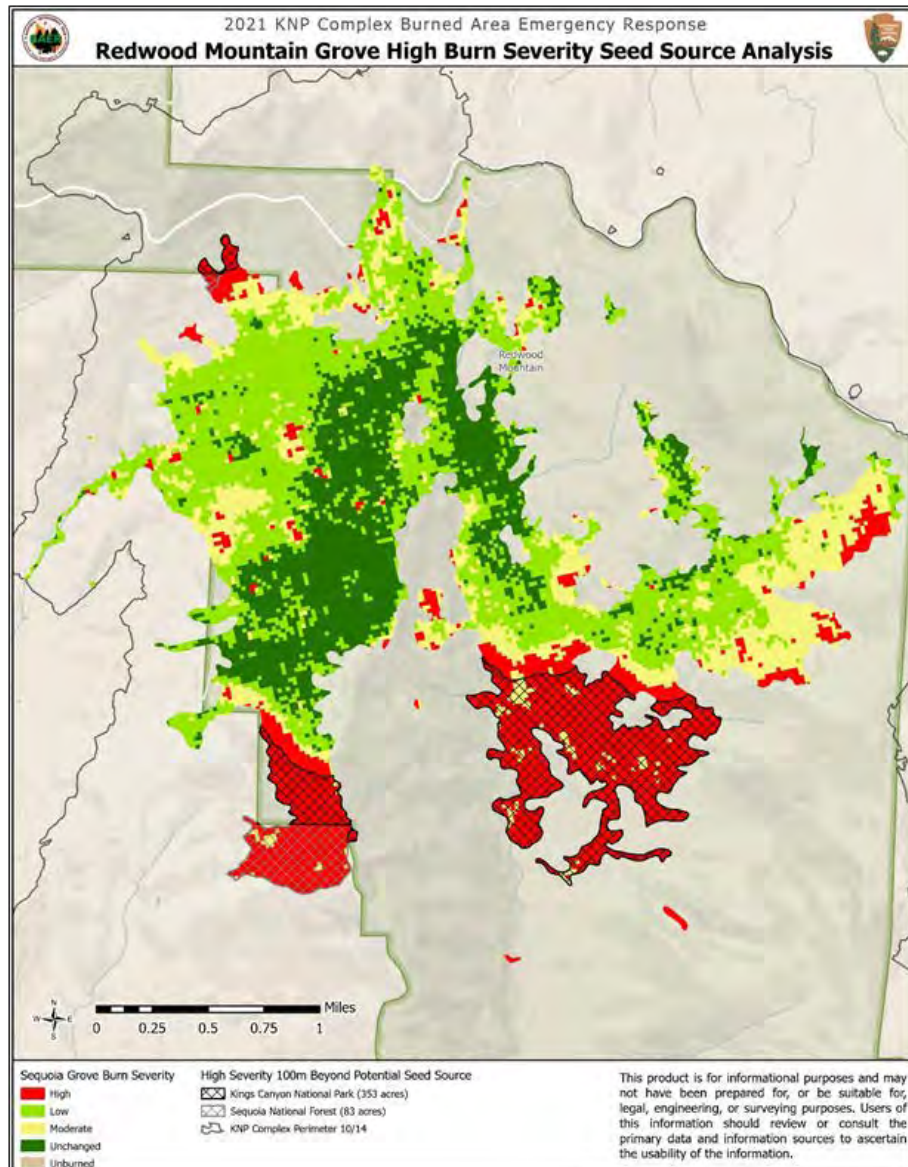 2021 KNP Complex Burned Area Emergency Response
Redwood Mountain Grove High Burn Severity Seed Source Analysis
BAER
Redwood
Mountain
N
W E
S
Miles
0 0.25 0.5 0.75 1
Sequoia Grove Burn Severity
High
Low
Moderate
Unchanged
Unburned
High Severity 100m Beyond Potential Seed Source
Kings Canyon National Park (353 acres)
Sequoia National Forest (83 acres)
KNP Complex Perimeter 10/14
This product is for informational purposes and may
not have been prepared for, or be suitable for,
legal, engineering, or surveying purposes. Users of
this information should review or consult the
primary data and information sources to ascertain
the usability of the information.